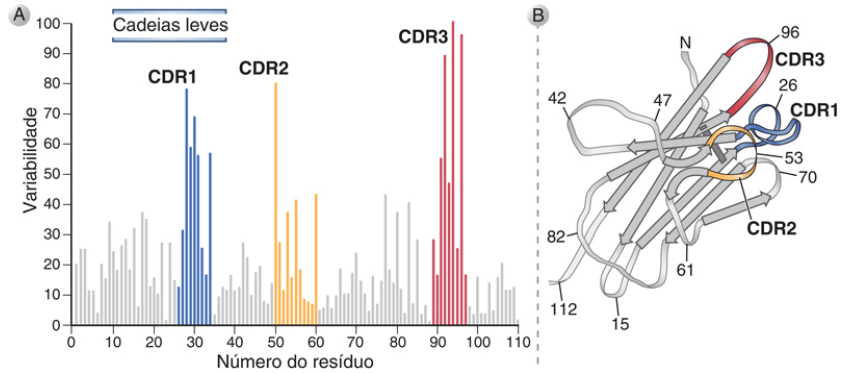 A
Cadeias leves
Variabilidade
100
90
80
70
60
50
40
30
20
10
0
CDR1
CDR2
CDR3
0 10 20 30 40 50 60 70 80 90 100 110
Número do resíduo
B
N
96
CDR3
26
CDR1
42
47
53
70
CDR2
82
61
112
15